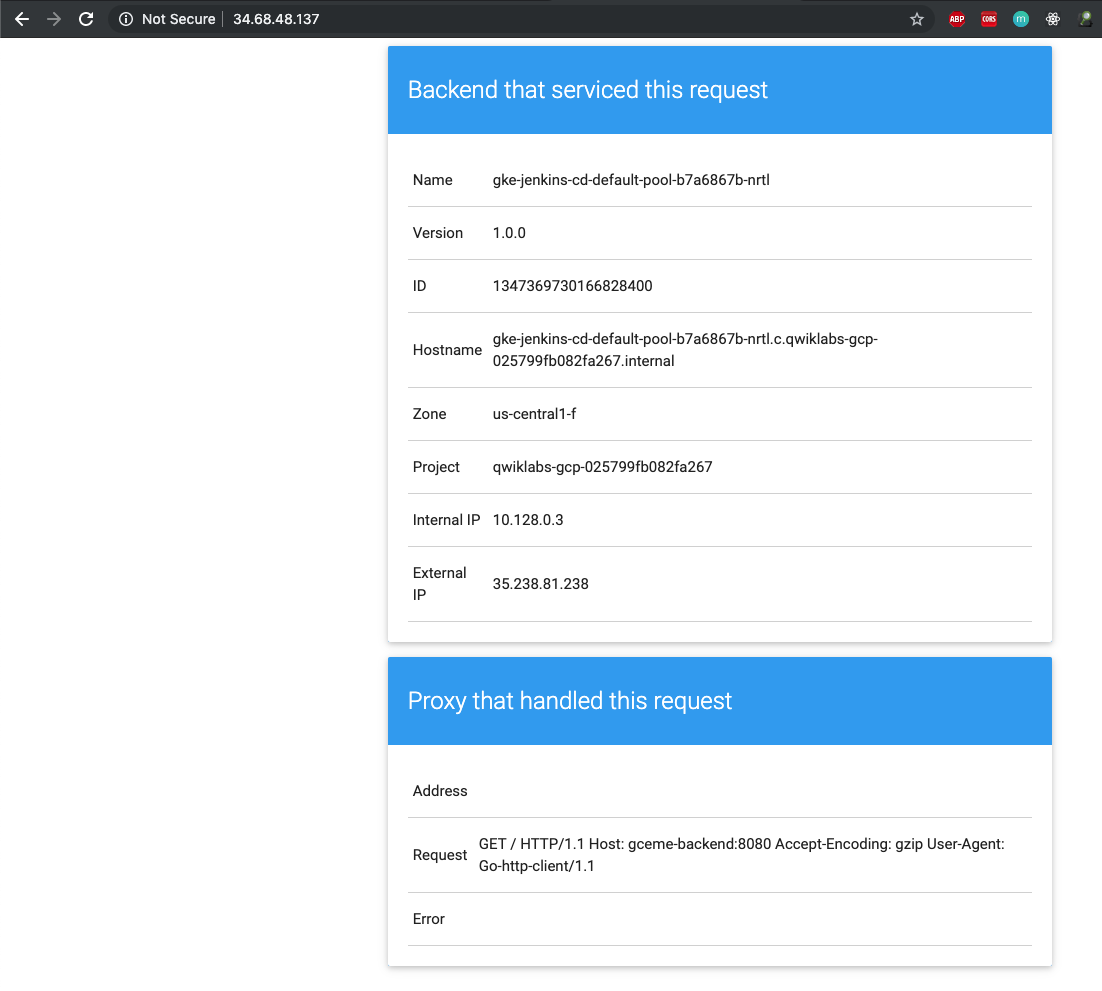 Not Secure 34.68.48.137
ABP CORS m
Backend that serviced this request
Name gke-jenkins-cd-default-pool-b7a6867b-nrtl
Version 1.0.0
ID 1347369730166828400
Hostname gke-jenkins-cd-default-pool-b7a6867b-nrtl.c.qwiklabs-gcp-
025799fb082fa267.internal
Zone us-central1-f
Project qwiklabs-gcp-025799fb082fa267
Internal IP 10.128.0.3
External
IP 35.238.81.238
Proxy that handled this request
Address
Request GET / HTTP/1.1 Host: gceme-backend:8080 Accept-Encoding: gzip User-Agent:
Go-http-client/1.1
Error